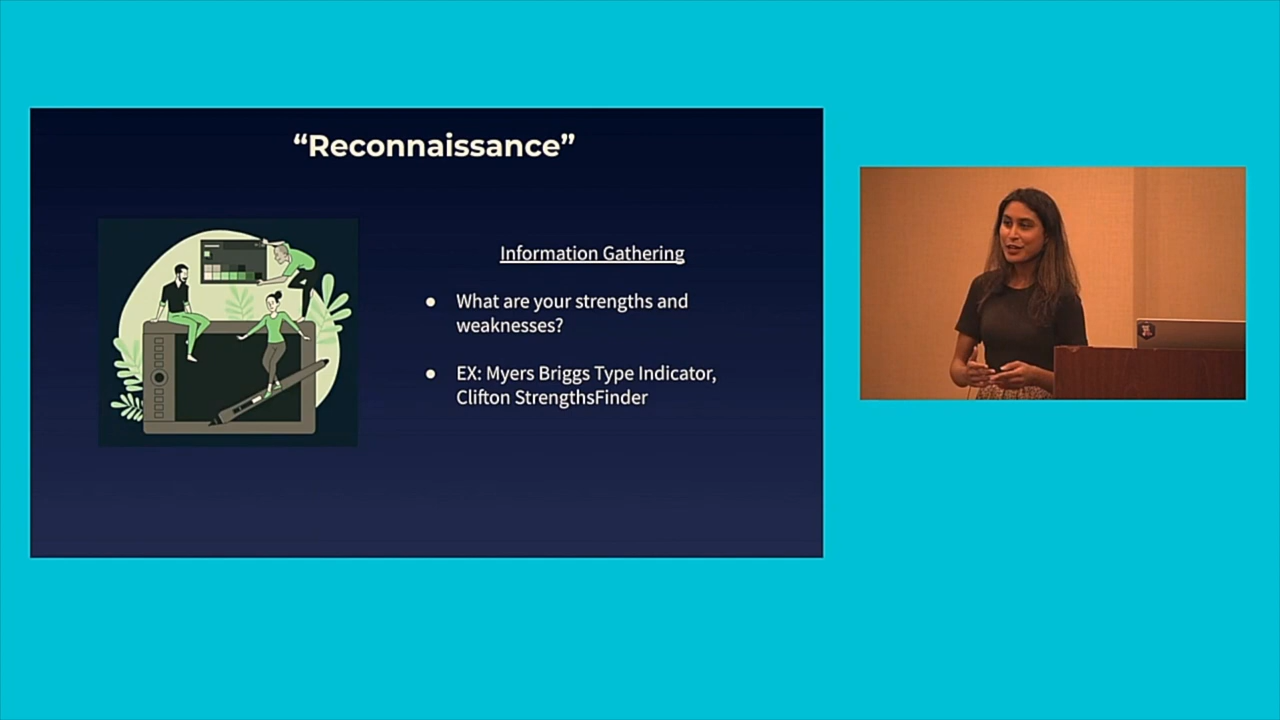 “Reconnaissance”
Information Gathering
● What are your strengths and
weaknesses?
● EX: Myers Briggs Type Indicator,
Clifton StrengthsFinder